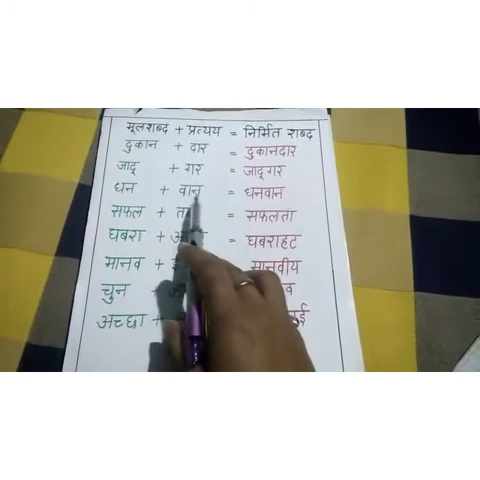 मूलशब्द + प्रत्यय = निर्मित शब्द
दुकान + दार = दुकानदार
जादू + गर = जादूगर
धन + वान = धनवान
सफल + = सफलता
घबरा + = घबराहट
मानव + मानवीय
चुन +
अच्छा +